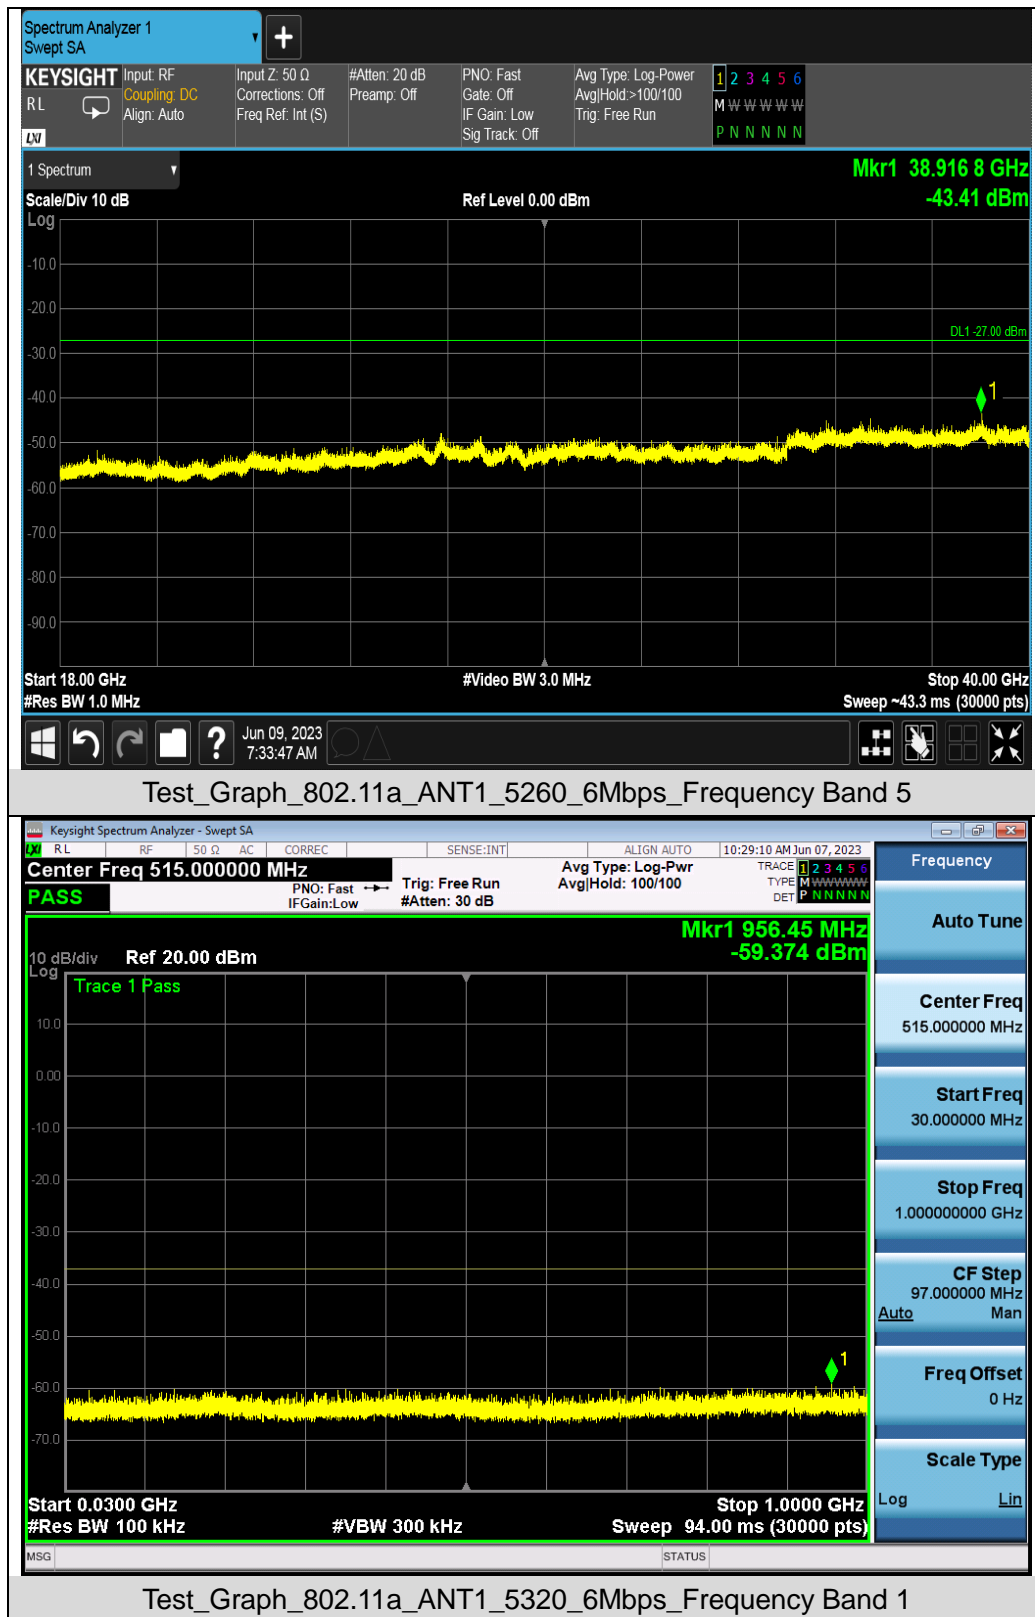 Spectrum Analyzer 1
Swept SA
+
KEYSIGHT
RL
LXI
Input: RF
Coupling: DC
Align: Auto
Input Z: 50 Ω
Corrections: Off
Freq Ref: Int (S)
#Atten: 20 dB
Preamp: Off
PNO: Fast
Gate: Off
IF Gain: Low
Sig Track: Off
Avg Type: Log-Power
Avg|Hold:>100/100
Trig: Free Run
1 2 3 4 5 6
M W W W W W
P N N N N N
1 Spectrum
Mkr1 38.916 8 GHz
-43.41 dBm
Scale/Div 10 dB
Ref Level 0.00 dBm
Log
-10.0
-20.0
DL1 -27.00 dBm
-30.0
-40.0
1
-50.0
-60.0
-70.0
-80.0
-90.0
Start 18.00 GHz
#Video BW 3.0 MHz
Stop 40.00 GHz
#Res BW 1.0 MHz
Sweep ~43.3 ms (30000 pts)
?
Jun 09, 2023
7:33:47 AM
Test_Graph_802.11a_ANT1_5260_6Mbps_Frequency Band 5
Keysight Spectrum Analyzer - Swept SA
LXI RL RF 50 Ω AC CORREC SENSE:INT ALIGN AUTO 10:29:10 AM Jun 07, 2023
Center Freq 515.000000 MHz
PASS
PNO: Fast
IFGain:Low
Trig: Free Run
#Atten: 30 dB
Avg Type: Log-Pwr
Avg|Hold: 100/100
TRACE 1 2 3 4 5 6
TYPE M W W W W W
DET P N N N N N
Mkr1 956.45 MHz
-59.374 dBm
10 dB/div
Ref 20.00 dBm
Log
Trace 1 Pass
10.0
0.00
-10.0
-20.0
-30.0
-40.0
-50.0
1
-60.0
-70.0
Start 0.0300 GHz
Stop 1.0000 GHz
#Res BW 100 kHz
#VBW 300 kHz
Sweep 94.00 ms (30000 pts)
MSG
STATUS
Frequency
Auto Tune
Center Freq
515.000000 MHz
Start Freq
30.000000 MHz
Stop Freq
1.000000000 GHz
CF Step
97.000000 MHz
Auto Man
Freq Offset
0 Hz
Scale Type
Log Lin
Test_Graph_802.11a_ANT1_5320_6Mbps_Frequency Band 1